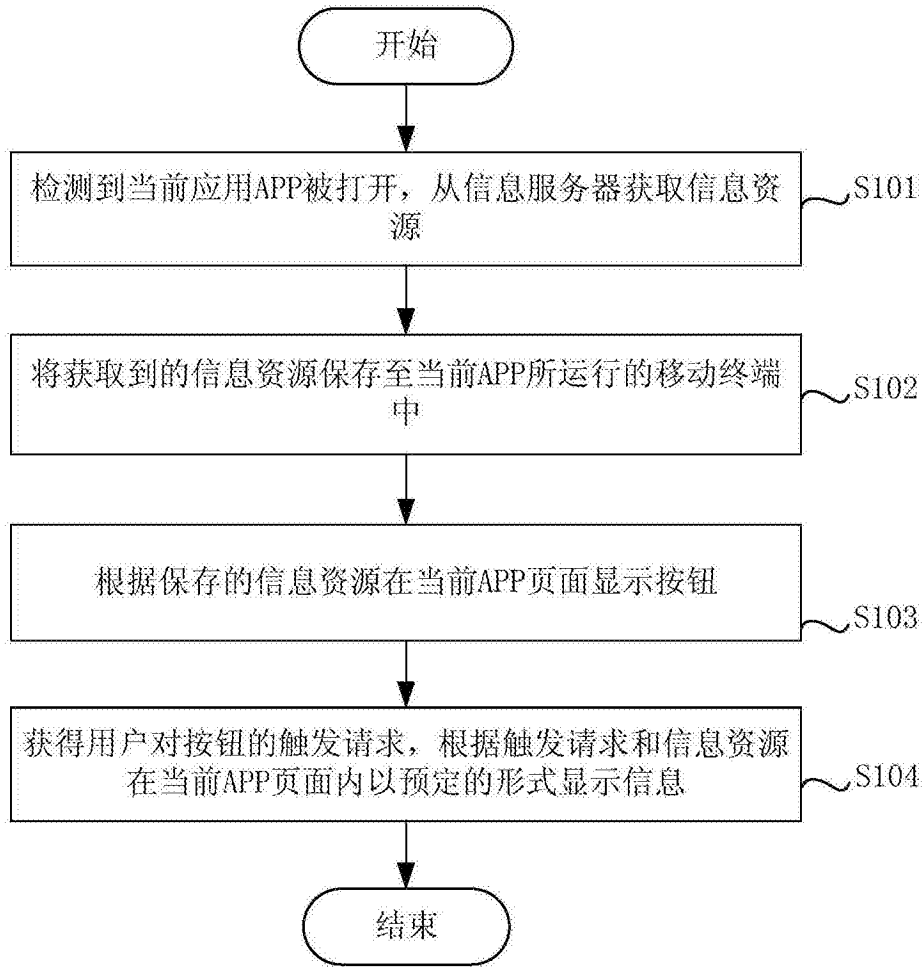 开始
检测到当前应用APP被打开，从信息服务器获取信息资
源
S101
将获取到的信息资源保存至当前APP所运行的移动终端
中
S102
根据保存的信息资源在当前APP页面显示按钮
S103
获得用户对按钮的触发请求，根据触发请求和信息资源
在当前APP页面内以预定的形式显示信息
S104
结束